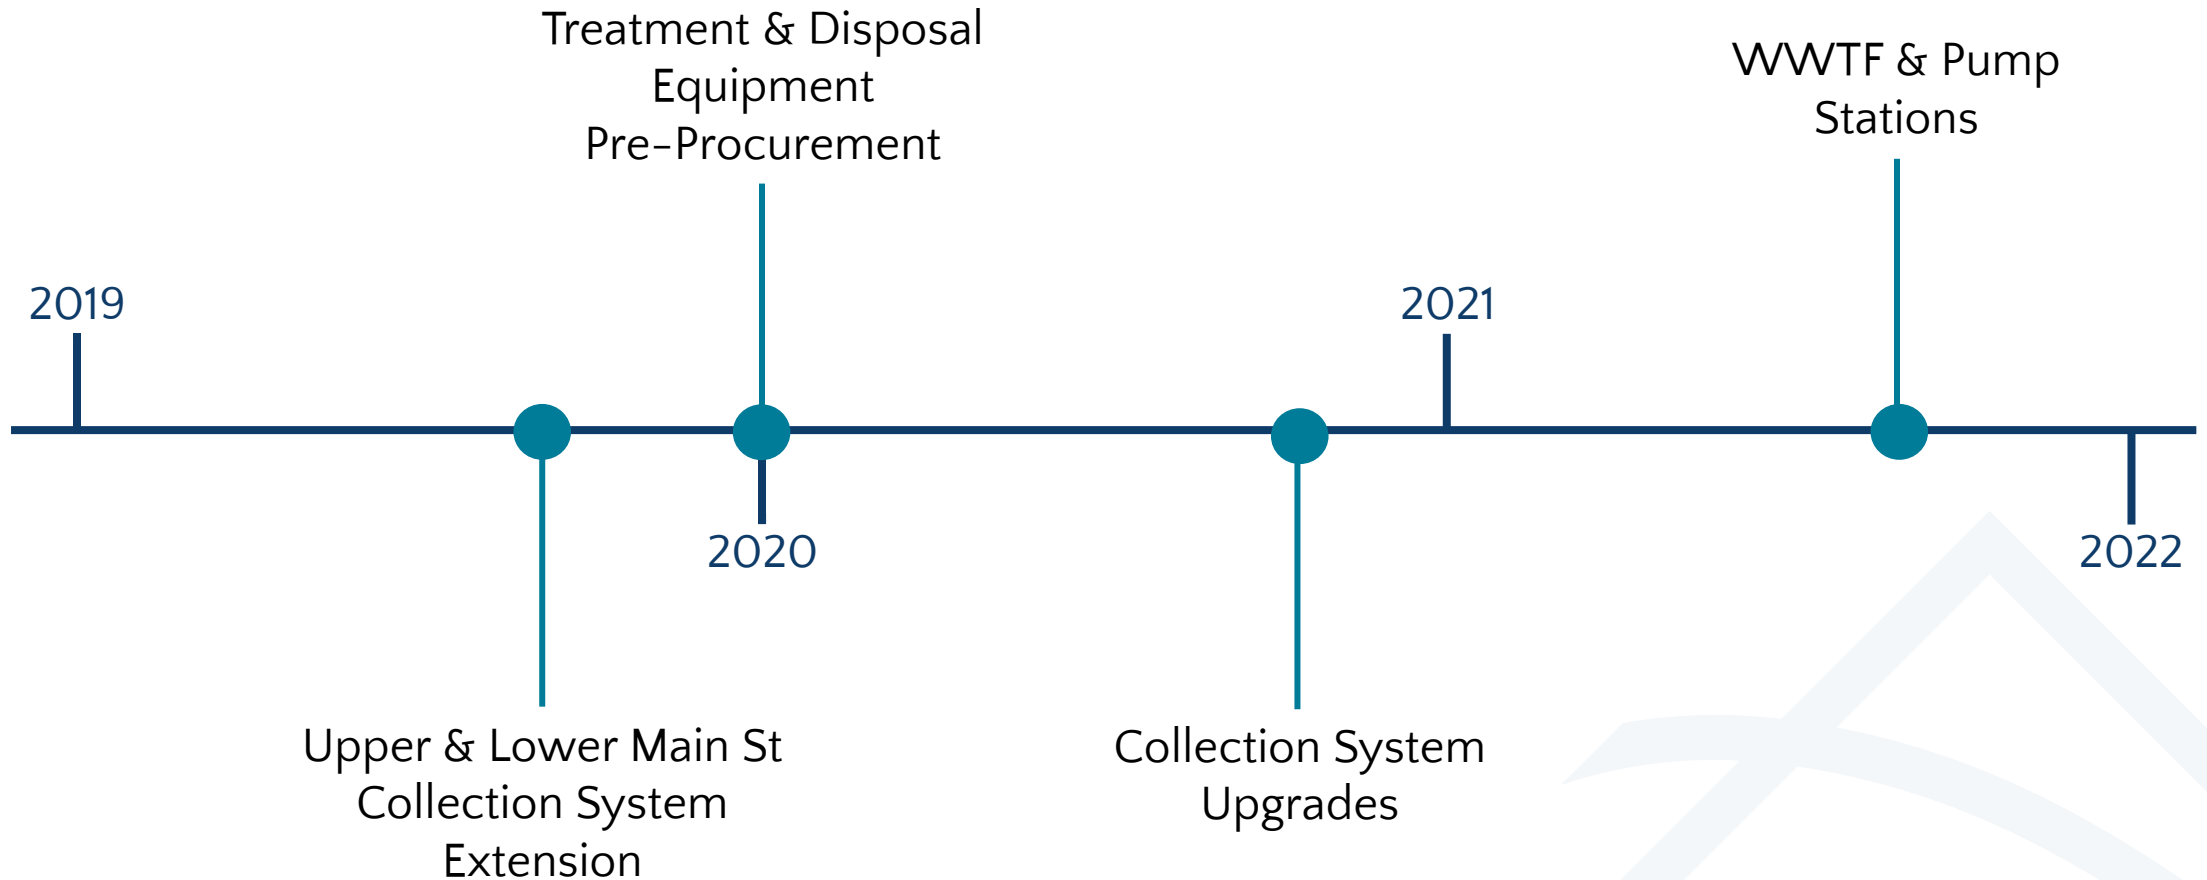 Treatment & Disposal
Equipment
Pre-Procurement
WWTF & Pump
Stations
2019
2021
2020
2022
Upper & Lower Main St
Collection System
Extension
Collection System
Upgrades